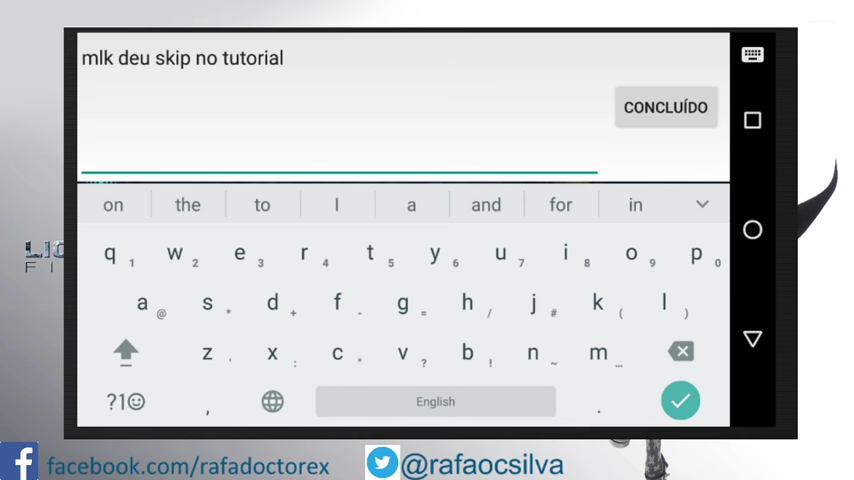 mlk deu skip no tutorial
CONCLUÍDO
on the to I a and for in
q 1 w 2 e 3 r 4 t 5 y 6 u 7 i 8 o 9 p 0
a @ s * d + f - g = h / j # k ( l )
z ' x : c " v ? b ! n ~ m …
?1☺ , English .
facebook.com/rafadoctorex @rafaocsilva